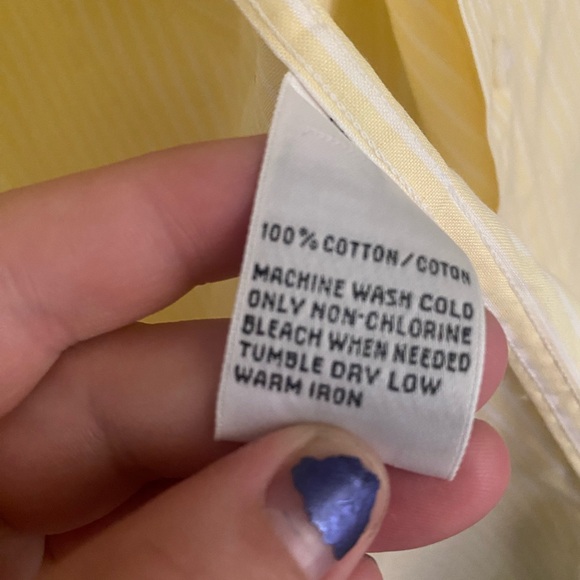 100% COTTON/COTON
MACHINE WASH COLD
ONLY NON-CHLORINE
BLEACH WHEN NEEDED
TUMBLE DRY LOW
WARM IRON